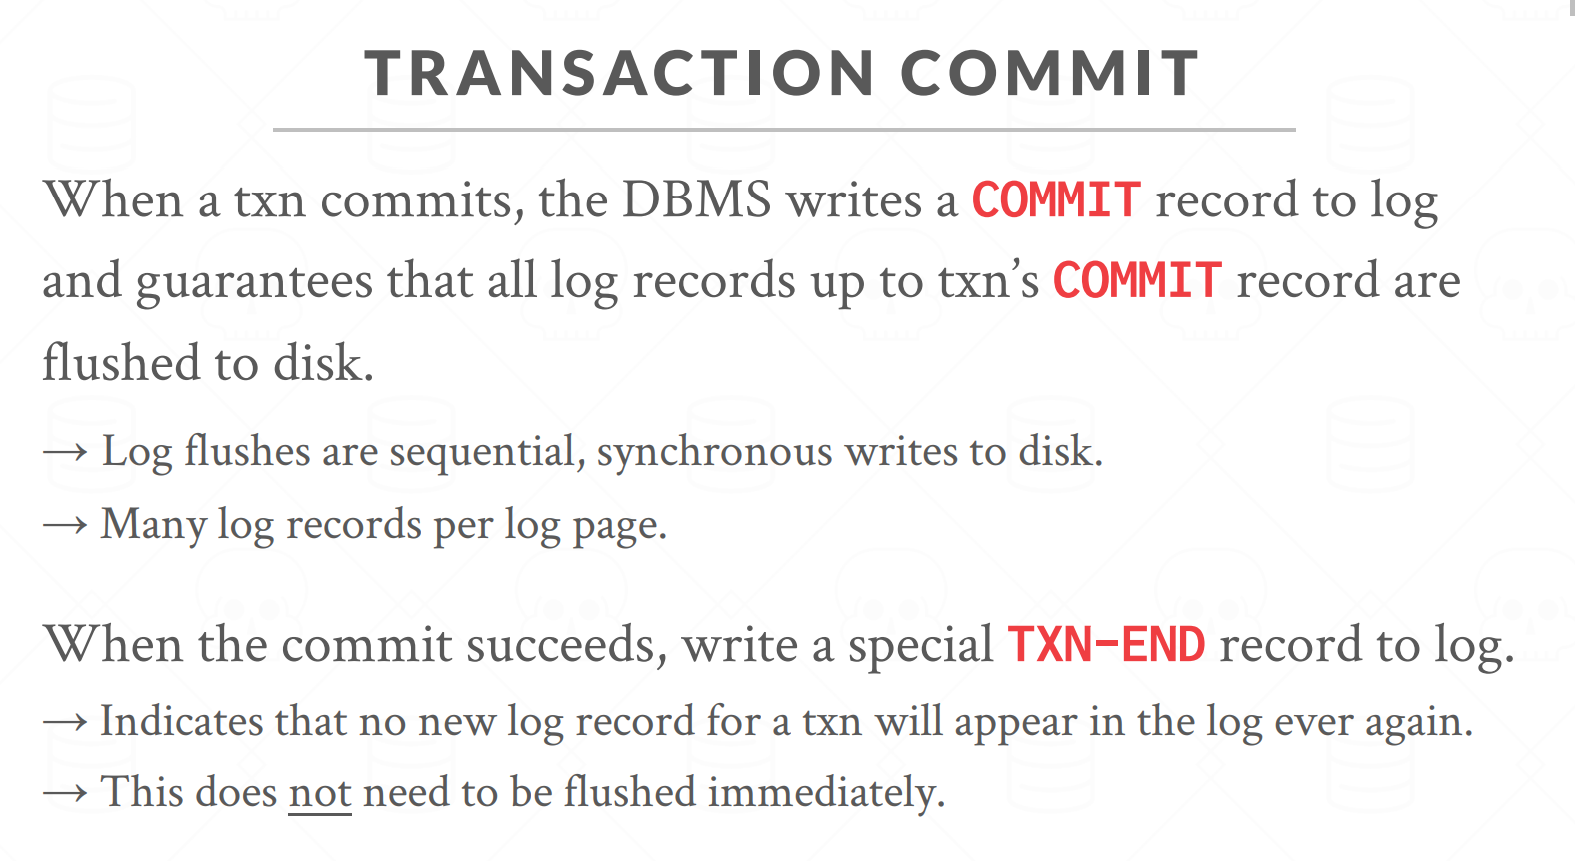 TRANSACTION COMMIT
When a txn commits, the DBMS writes a COMMIT record to log
and guarantees that all log records up to txn’s COMMIT record are
flushed to disk.
→ Log flushes are sequential, synchronous writes to disk.
→ Many log records per log page.
When the commit succeeds, write a special TXN-END record to log.
→ Indicates that no new log record for a txn will appear in the log ever again.
→ This does not need to be flushed immediately.